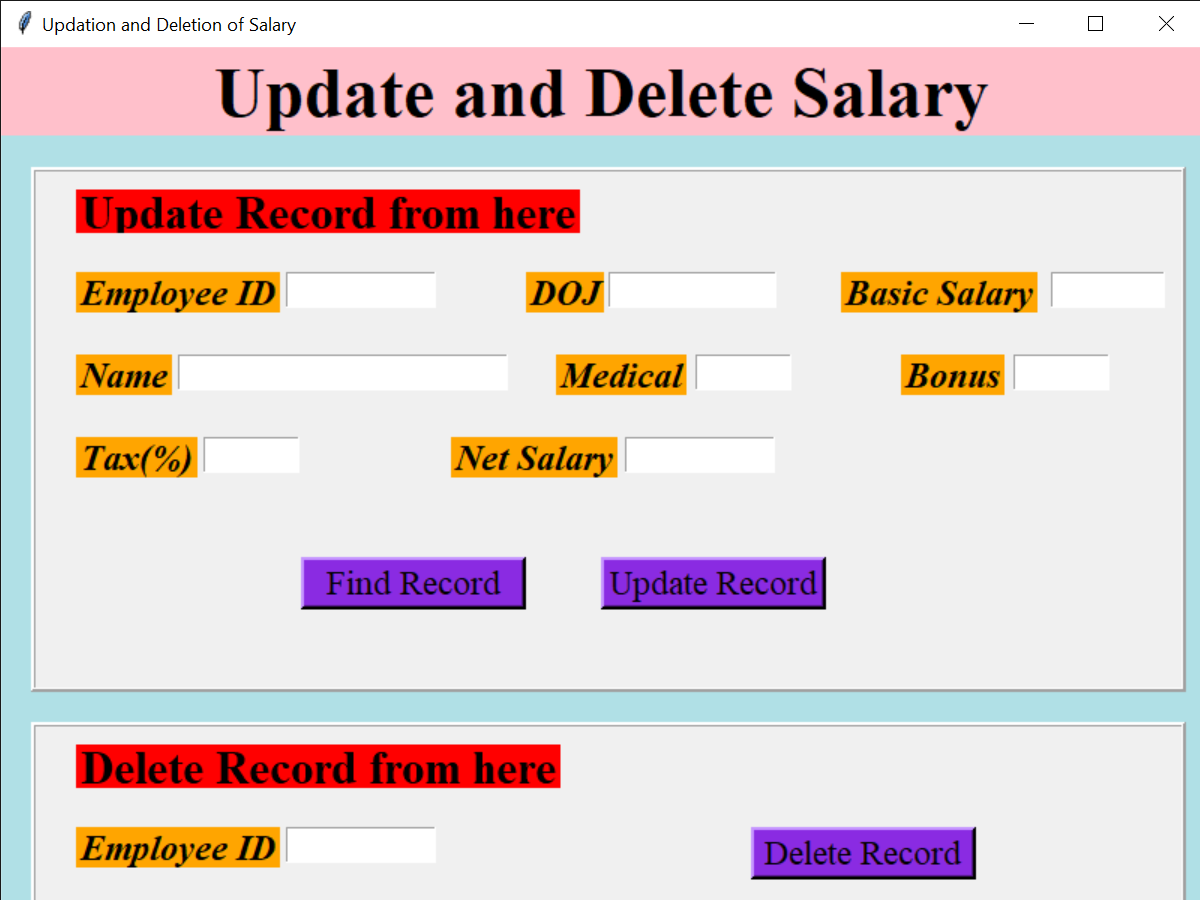 Updation and Deletion of Salary
Update and Delete Salary
Update Record from here
Employee ID DOJ Basic Salary
Name Medical Bonus
Tax(%) Net Salary
Find Record Update Record
Delete Record from here
Employee ID Delete Record